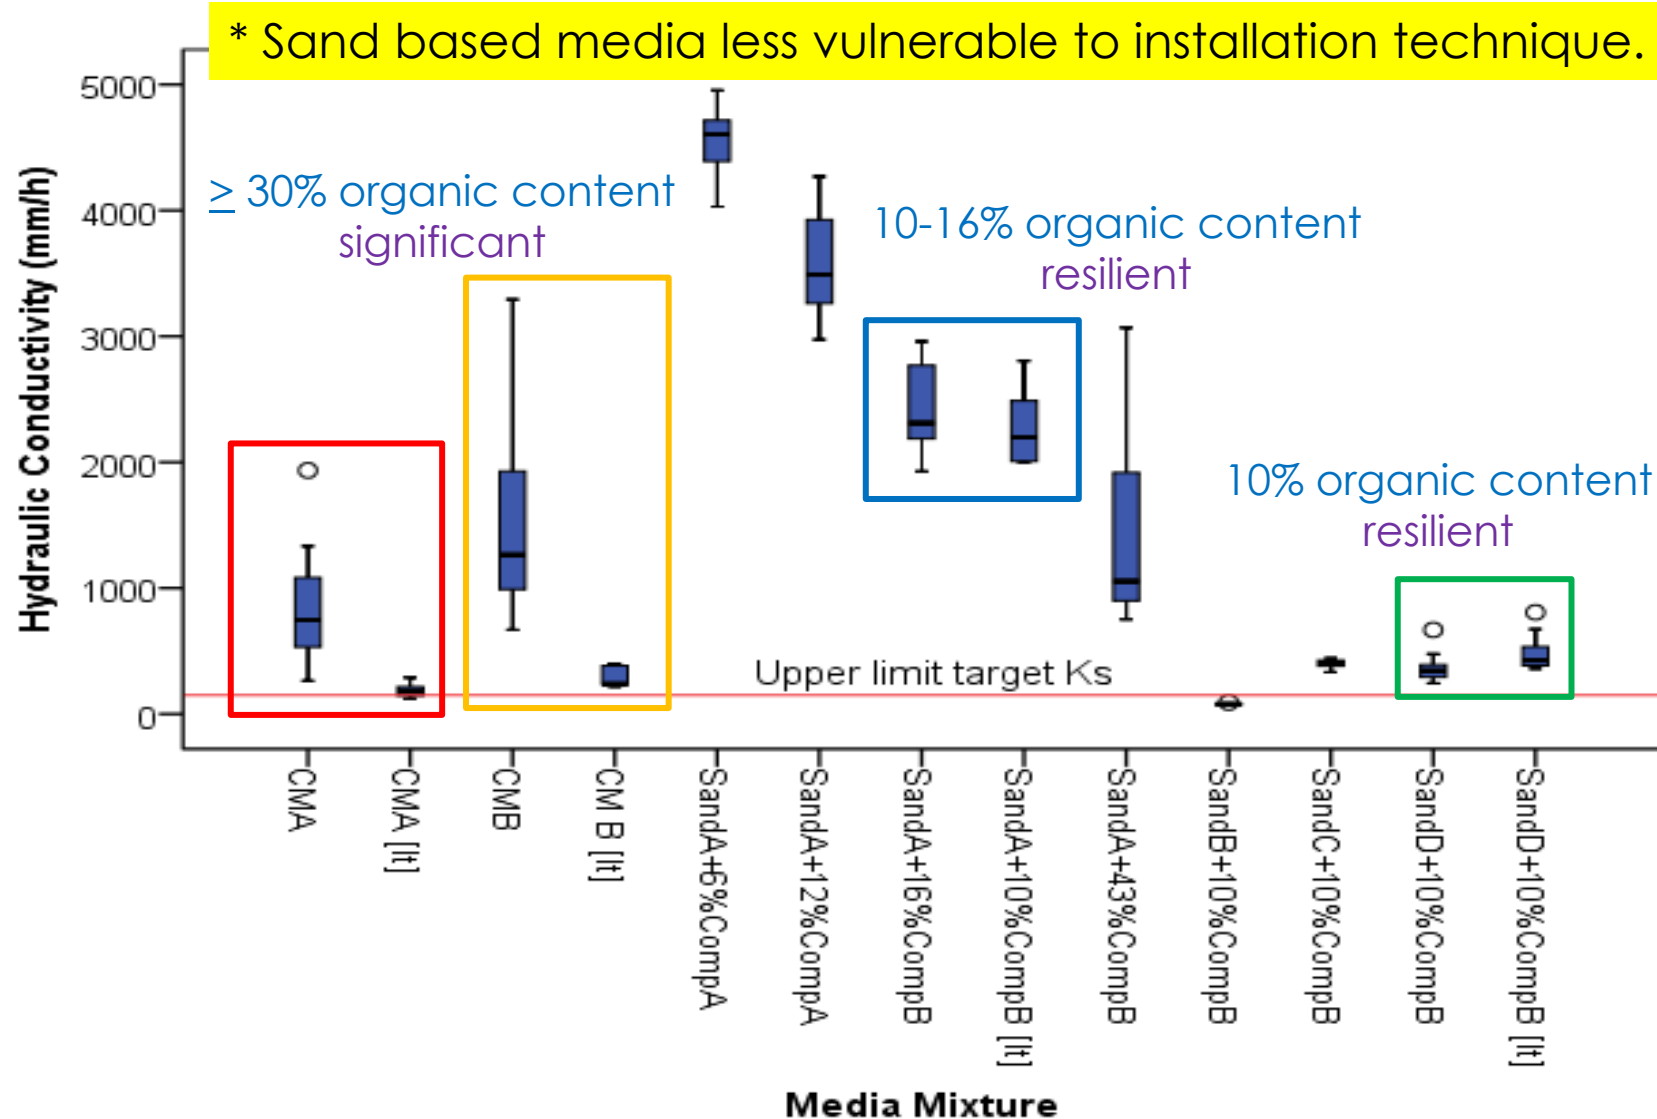 * Sand based media less vulnerable to installation technique.
Hydraulic Conductivity (mm/h)
5000
4000
3000
2000
1000
0
≥ 30% organic content
significant
10-16% organic content
resilient
10% organic content
resilient
Upper limit target Ks
CMA
CMA [lt]
CMB
CM B [lt]
SandA+6%CompA
SandA+12%CompA
SandA+16%CompB
SandA+10%CompB [lt]
SandA+43%CompB
SandB+10%CompB
SandC+10%CompB
SandD+10%CompB
SandD+10%CompB [lt]
Media Mixture